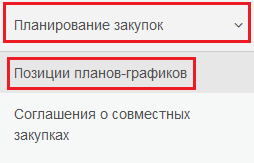 Планирование закупок
Позиции планов-графиков
Соглашения о совместных
закупках